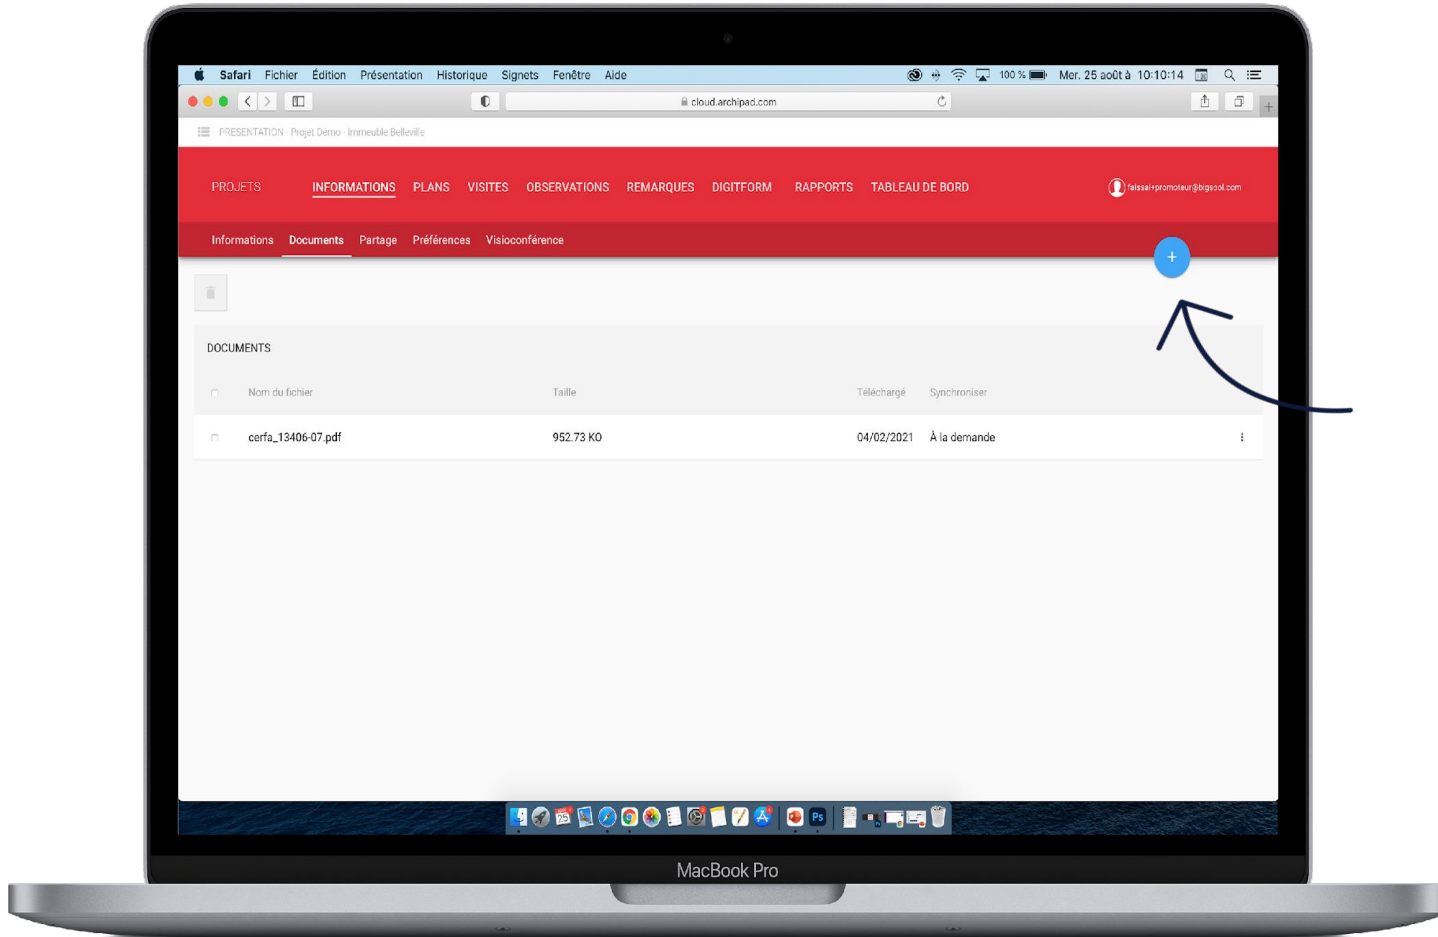 Safari Fichier Édition Présentation Historique Signets Fenêtre Aide 100 % Mer. 25 août à 10:10:14
cloud.archipad.com
PRESENTATION - Projet Démo - Immeuble Belleville
PROJETS INFORMATIONS PLANS VISITES OBSERVATIONS REMARQUES DIGITFORM RAPPORTS TABLEAU DE BORD faissal+promoteur@bigsool.com
Informations Documents Partage Préférences Visioconférence
+
DOCUMENTS
Nom du fichier Taille Téléchargé Synchroniser
cerfa_13406-07.pdf 952.73 KO 04/02/2021 À la demande
25 Ps
MacBook Pro